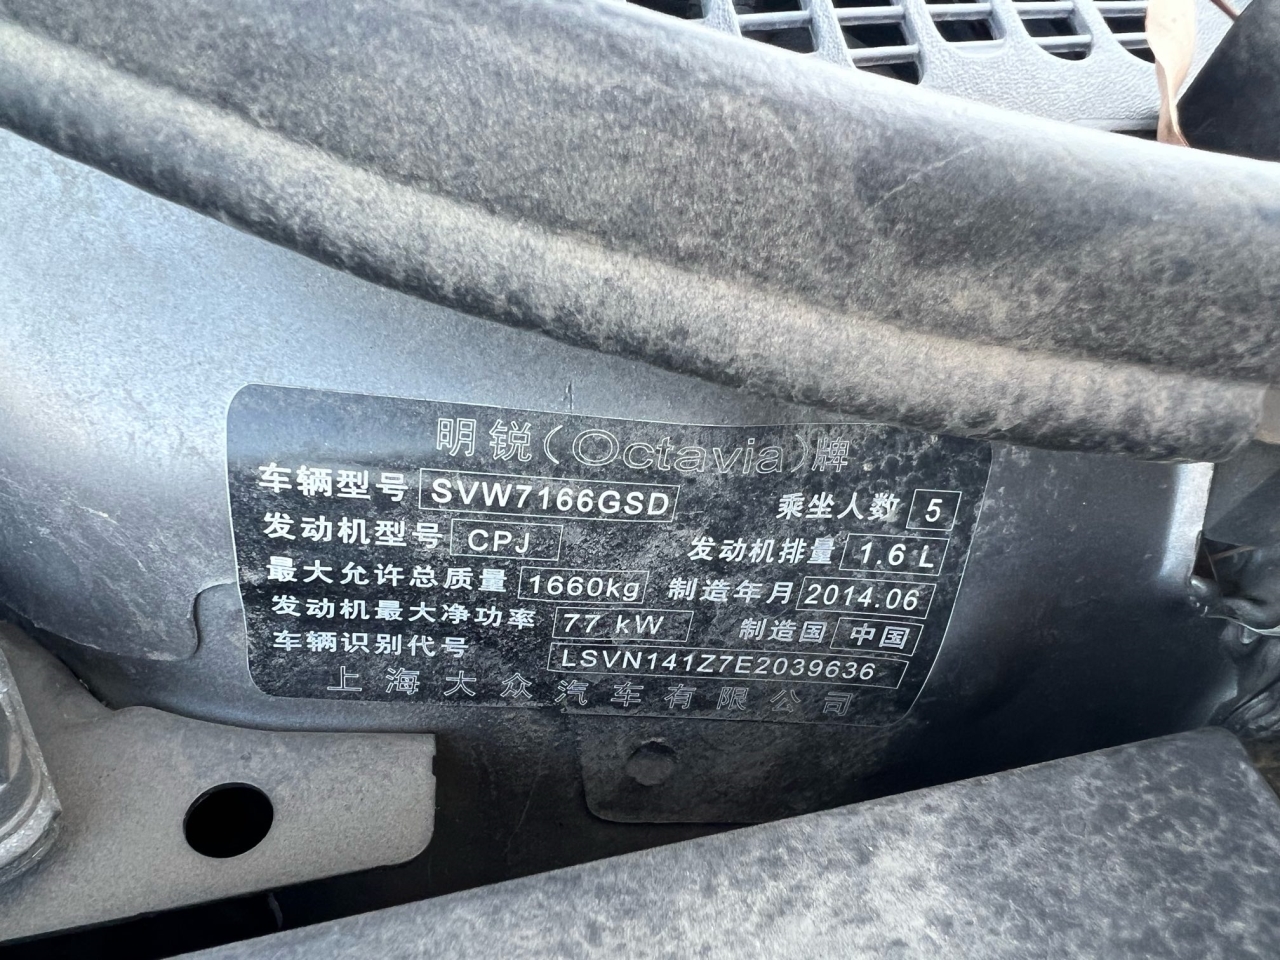 明锐(Octavia)牌
车辆型号 SVW7166GSD 乘坐人数 5
发动机型号 CPJ 发动机排量 1.6 L
最大允许总质量 1660kg 制造年月 2014.06
发动机最大净功率 77 kW 制造国 中国
车辆识别代号 LSVN141Z7E2039636
上海大众汽车有限公司